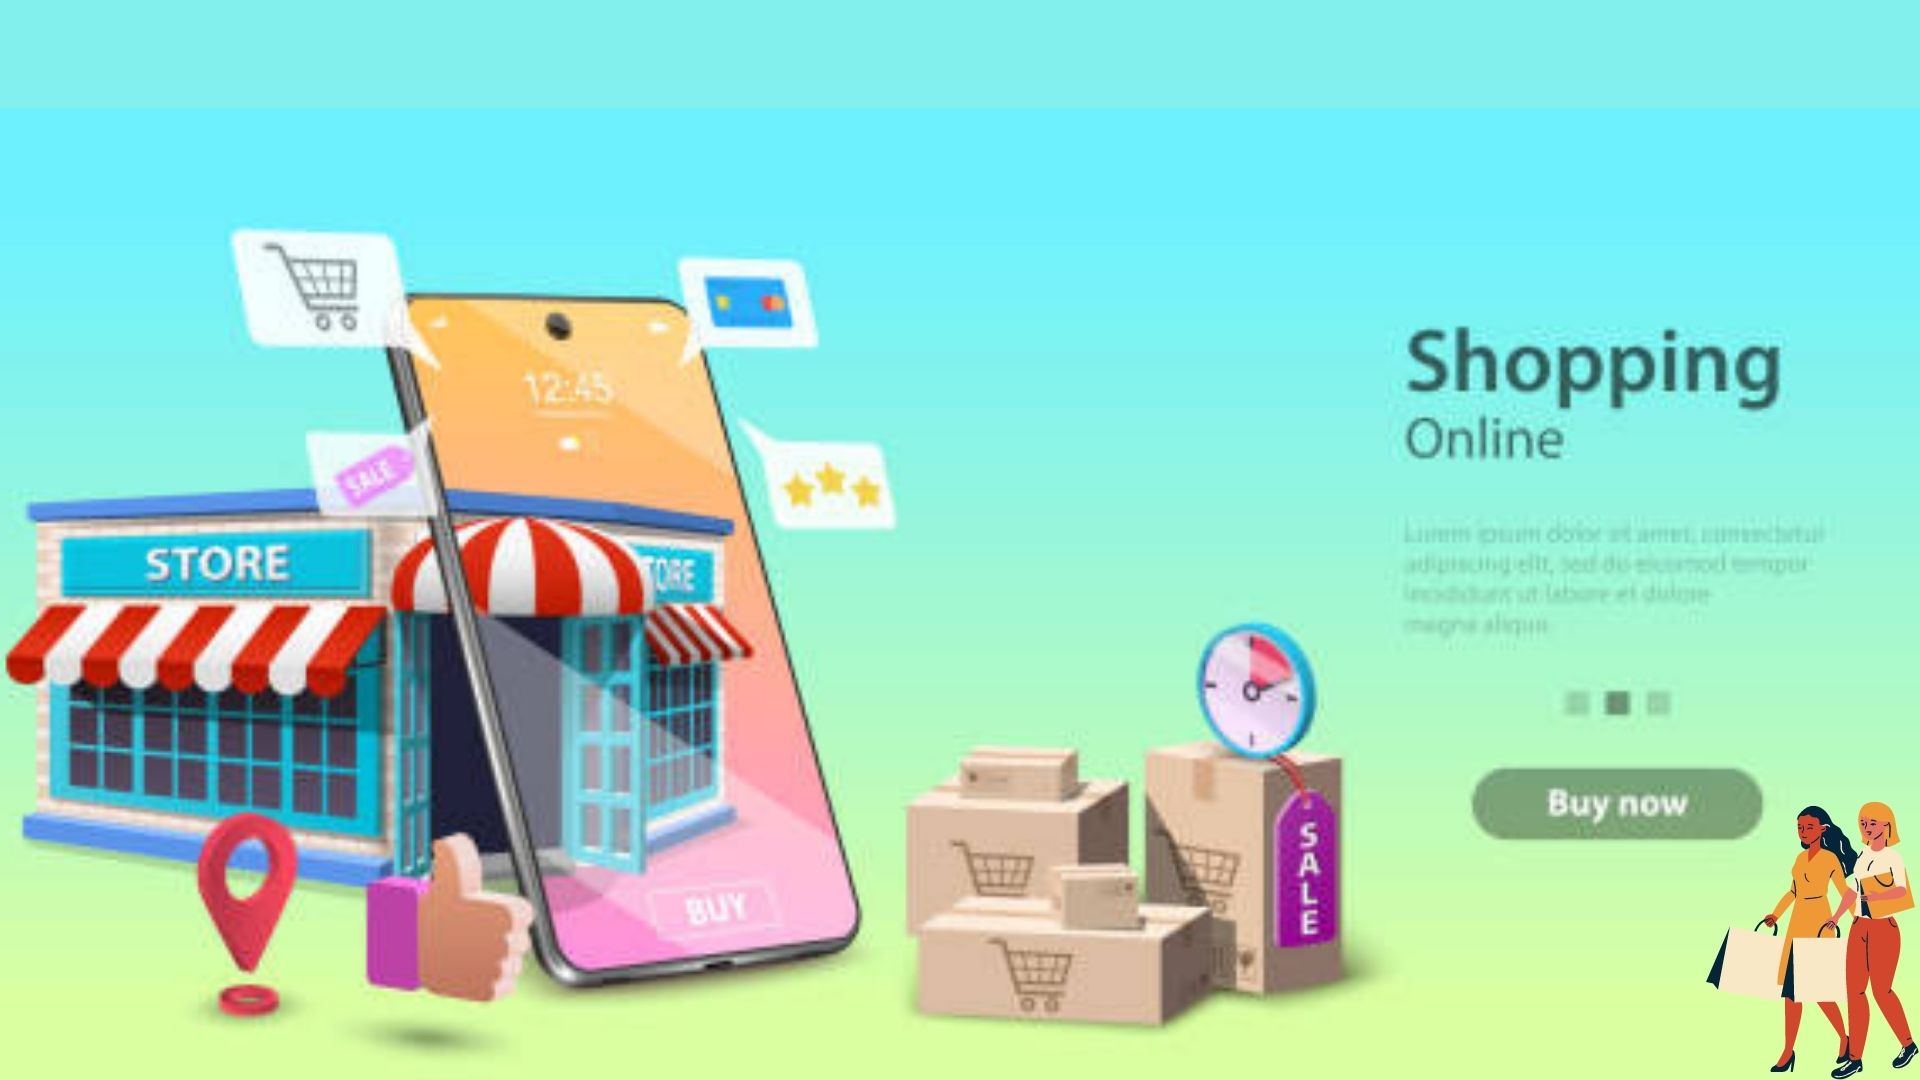 12:45
SALE
STORE
TORE
BUY
SALE
Shopping
Online
Lorem ipsum dolor sit amet, consectetur
adipiscing elit, sed do eiusmod tempor
incididunt ut labore et dolore
magna aliqua.
Buy now